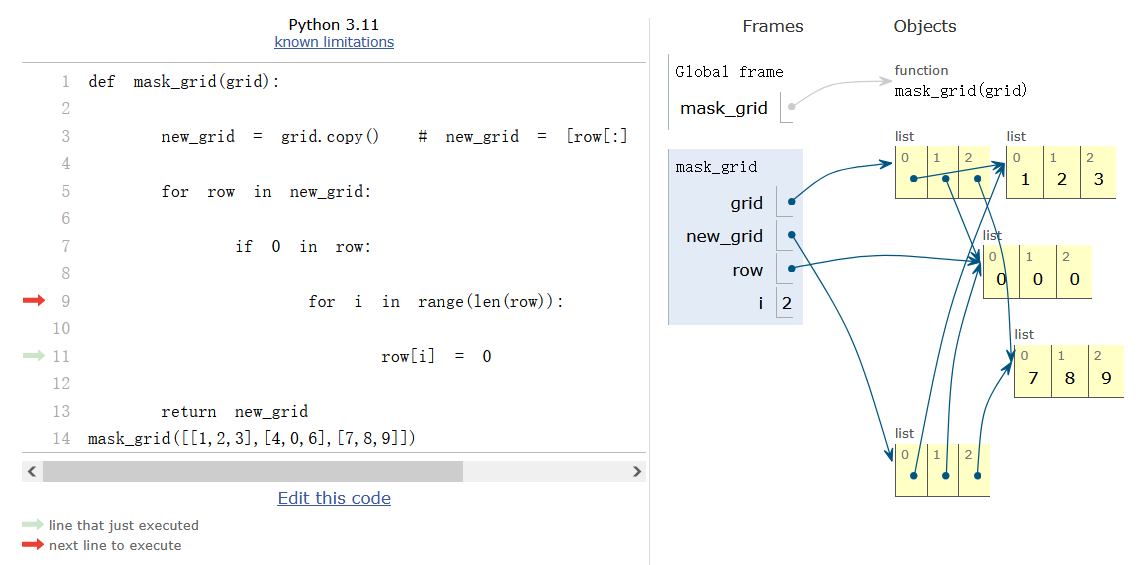 Python 3.11
known limitations
1 def mask_grid(grid):
2
3 new_grid = grid.copy() # new_grid = [row[:]
4
5 for row in new_grid:
6
7 if 0 in row:
8
9 for i in range(len(row)):
10
11 row[i] = 0
12
13 return new_grid
14 mask_grid([[1,2,3],[4,0,6],[7,8,9]])
Edit this code
line that just executed
next line to execute
Frames Objects
Global frame
mask_grid
function
mask_grid(grid)
mask_grid
grid
new_grid
row
i 2
list
0 1 2
list
0 1 2
1 2 3
list
0 1 2
0 0 0
list
0 1 2
7 8 9
list
0 1 2